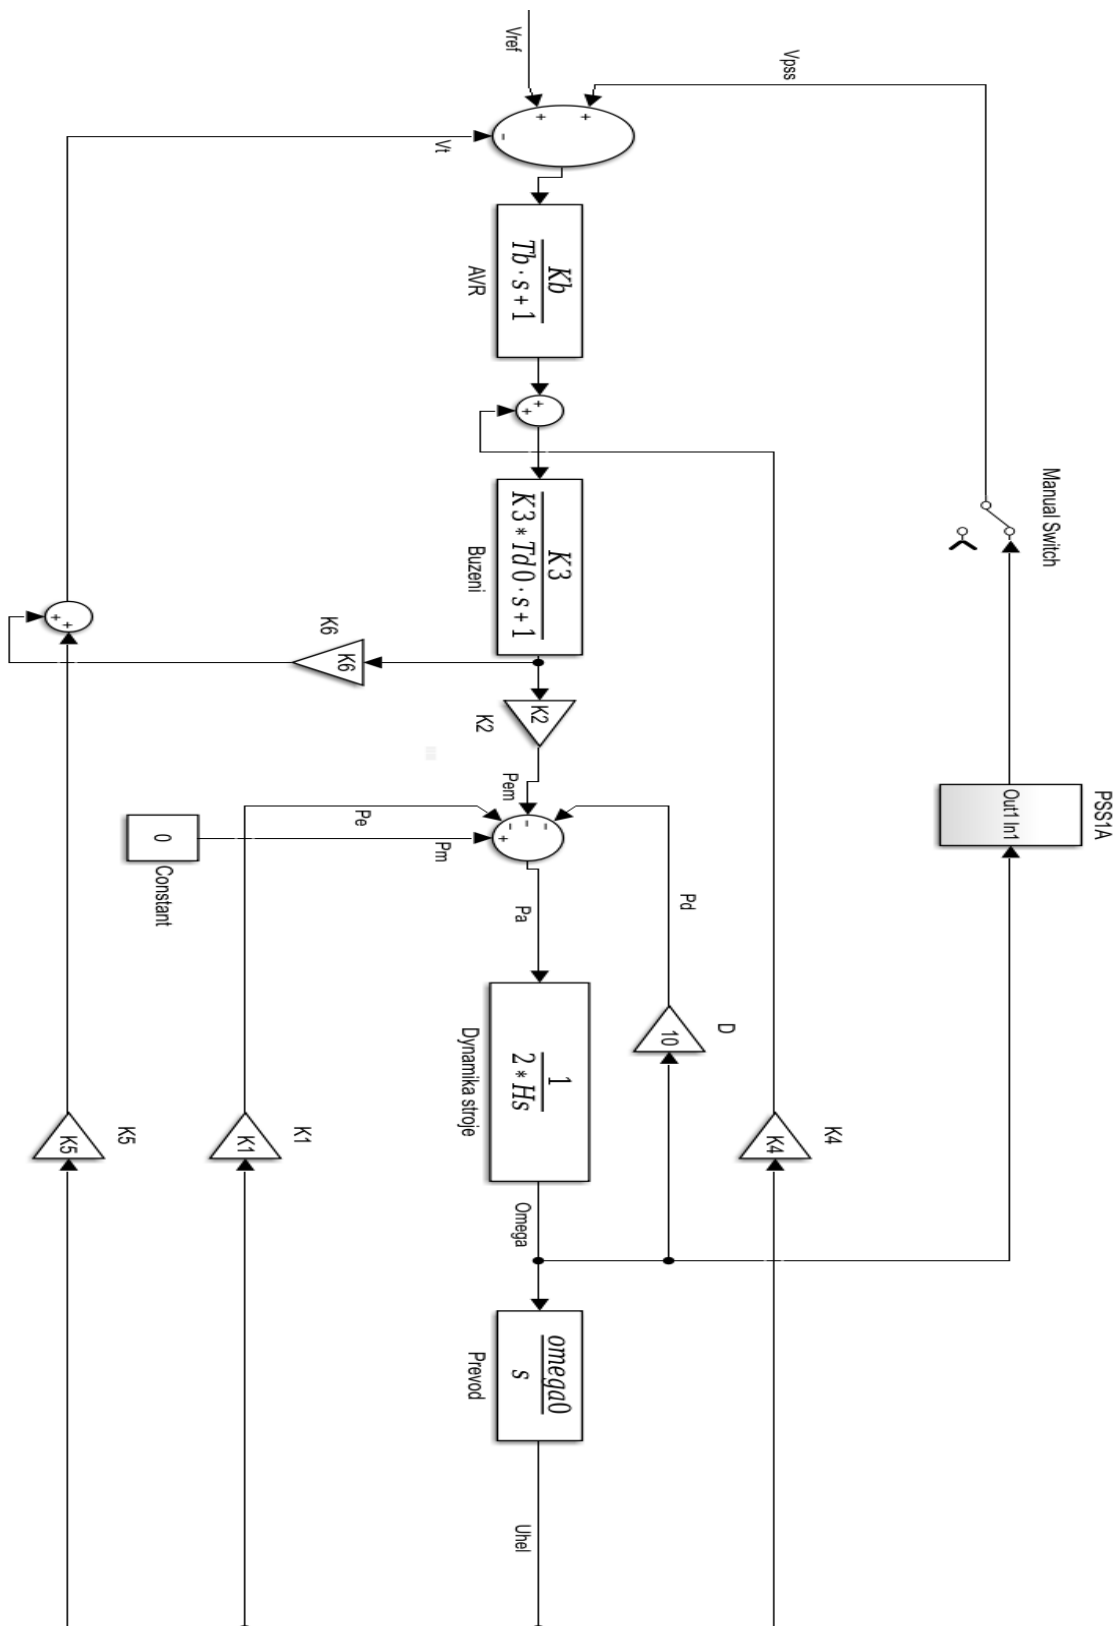 Manual Switch
PSS1A
Out1 In1
Vpss
K4
K4
D
10
Pd
Vref
+
+
-
Kb
Tb · s + 1
AVR
+
+
K3
K3 * Td0 · s + 1
Buzeni
K2
K2
Pem
-
-
-
+
Pa
1
2 * Hs
Dynamika stroje
Omega
omega0
s
Prevod
Uhel
Vt
K6
K6
Pe
Pm
K1
K1
0
Constant
+
+
K5
K5